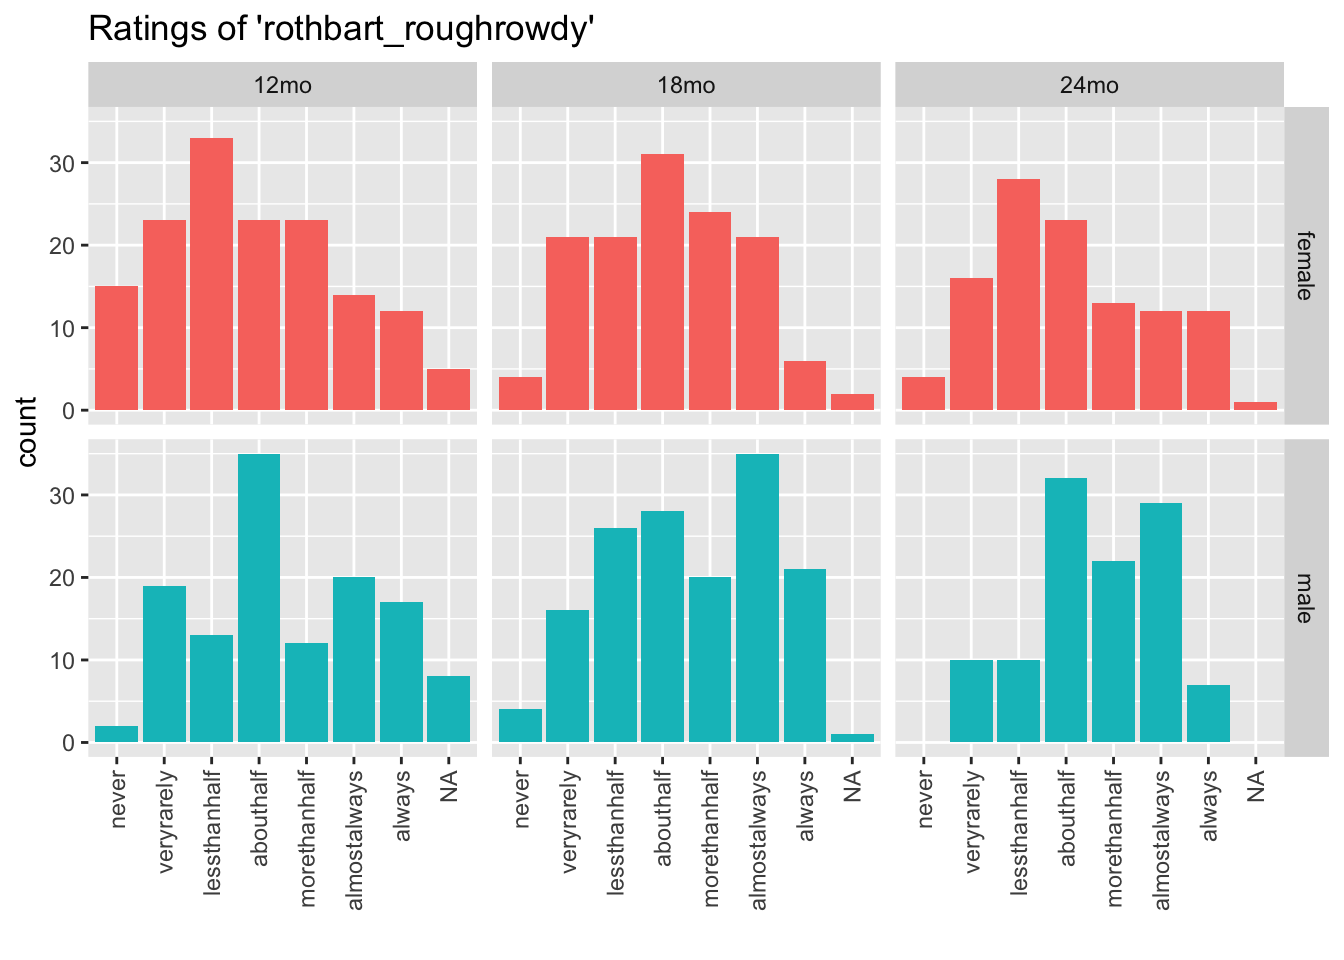 Ratings of 'rothbart_roughrowdy'
12mo 18mo 24mo
30
20
10
0
female
count
30
20
10
0
male
never veryrarely lessthanhalf abouthalf morethanhalf almostalways always NA never veryrarely lessthanhalf abouthalf morethanhalf almostalways always NA never veryrarely lessthanhalf abouthalf morethanhalf almostalways always NA